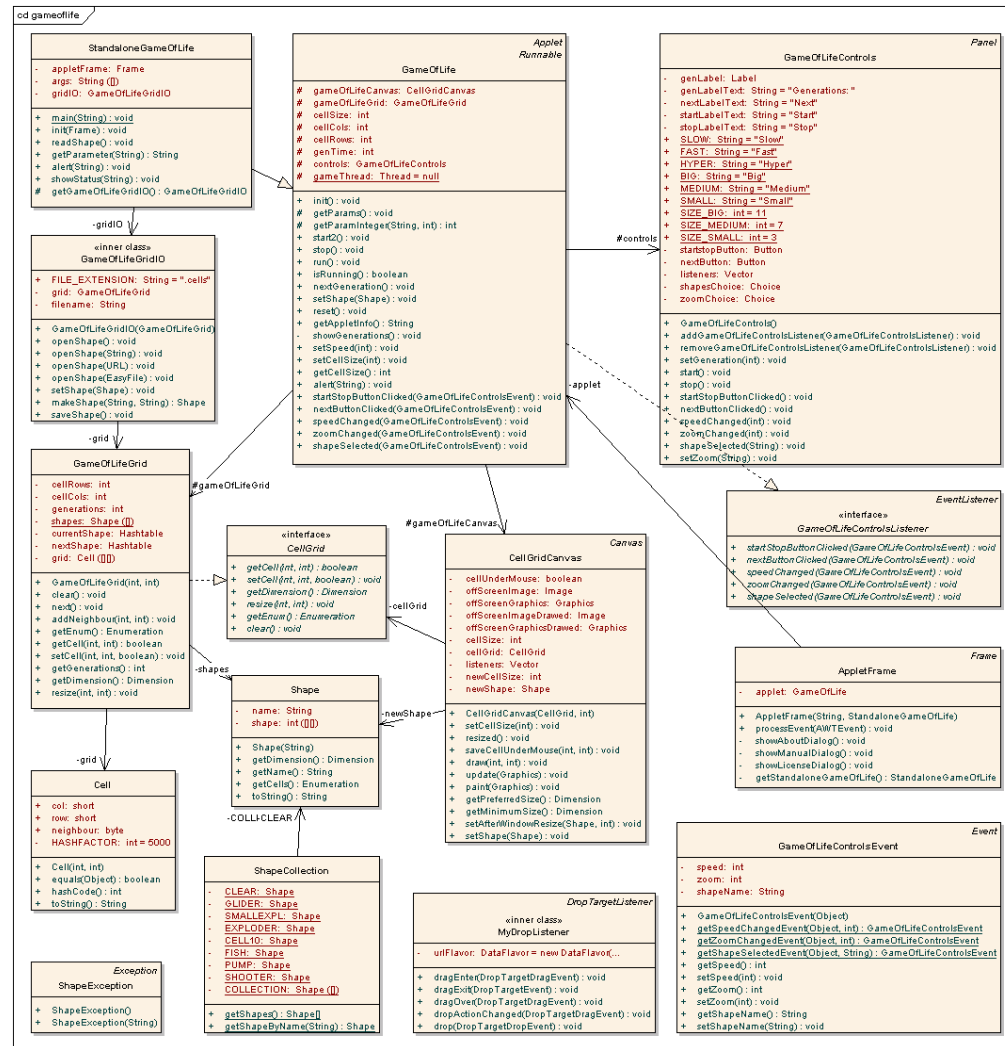 cd gameoflife
StandaloneGameOfLife
- appletFrame: Frame
- args: String ([])
- gridIO: GameOfLifeGridIO
+ main(String) : void
+ init(Frame) : void
+ readShape() : void
+ getParameter(String) : String
+ alert(String) : void
+ showStatus(String) : void
# getGameOfLifeGridIO() : GameOfLifeGridIO
-gridIO
«inner class»
GameOfLifeGridIO
+ FILE_EXTENSION: String = ".cells"
- grid: GameOfLifeGrid
- filename: String
+ GameOfLifeGridIO(GameOfLifeGrid)
+ openShape() : void
+ openShape(String) : void
+ openShape(URL) : void
+ openShape(EasyFile) : void
+ setShape(Shape) : void
+ makeShape(String, String) : Shape
+ saveShape() : void
-grid
GameOfLifeGrid
- cellRows: int
- cellCols: int
- generations: int
- shapes: Shape ([])
- currentShape: Hashtable
- nextShape: Hashtable
- grid: Cell ([][])
+ GameOfLifeGrid(int, int)
+ clear() : void
+ next() : void
+ addNeighbour(int, int) : void
+ getEnum() : Enumeration
+ getCell(int, int) : boolean
+ setCell(int, int, boolean) : void
+ getGenerations() : int
+ getDimension() : Dimension
+ resize(int, int) : void
-grid
Cell
+ col: short
+ row: short
+ neighbour: byte
- HASHFACTOR: int = 5000
+ Cell(int, int)
+ equals(Object) : boolean
+ hashCode() : int
+ toString() : String
Exception
ShapeException
+ ShapeException()
+ ShapeException(String)
Applet
Runnable
GameOfLife
# gameOfLifeCanvas: CellGridCanvas
# gameOfLifeGrid: GameOfLifeGrid
# cellSize: int
# cellCols: int
# cellRows: int
# genTime: int
# controls: GameOfLifeControls
# gameThread: Thread = null
+ init() : void
# getParams() : void
# getParamInteger(String, int) : int
+ start2() : void
+ stop() : void
+ run() : void
+ isRunning() : boolean
+ nextGeneration() : void
+ setShape(Shape) : void
+ reset() : void
+ getAppletInfo() : String
- showGenerations() : void
+ setSpeed(int) : void
+ setCellSize(int) : void
+ getCellSize() : int
+ alert(String) : void
+ startStopButtonClicked(GameOfLifeControlsEvent) : void
+ nextButtonClicked(GameOfLifeControlsEvent) : void
+ speedChanged(GameOfLifeControlsEvent) : void
+ zoomChanged(GameOfLifeControlsEvent) : void
+ shapeSelected(GameOfLifeControlsEvent) : void
#controls
-applet
#gameOfLifeGrid
#gameOfLifeCanvas
Panel
GameOfLifeControls
- genLabel: Label
- genLabelText: String = "Generations: "
- nextLabelText: String = "Next"
- startLabelText: String = "Start"
- stopLabelText: String = "Stop"
+ SLOW: String = "Slow"
+ FAST: String = "Fast"
+ HYPER: String = "Hyper"
+ BIG: String = "Big"
+ MEDIUM: String = "Medium"
+ SMALL: String = "Small"
+ SIZE_BIG: int = 11
+ SIZE_MEDIUM: int = 7
+ SIZE_SMALL: int = 3
- startstopButton: Button
- nextButton: Button
- listeners: Vector
- shapesChoice: Choice
- zoomChoice: Choice
+ GameOfLifeControls()
+ addGameOfLifeControlsListener(GameOfLifeControlsListener) : void
+ removeGameOfLifeControlsListener(GameOfLifeControlsListener) : void
+ setGeneration(int) : void
+ start() : void
+ stop() : void
+ startStopButtonClicked() : void
+ nextButtonClicked() : void
+ speedChanged(int) : void
+ zoomChanged(int) : void
+ shapeSelected(String) : void
+ setZoom(String) : void
EventListener
«interface»
GameOfLifeControlsListener
+ startStopButtonClicked(GameOfLifeControlsEvent) : void
+ nextButtonClicked(GameOfLifeControlsEvent) : void
+ speedChanged(GameOfLifeControlsEvent) : void
+ zoomChanged(GameOfLifeControlsEvent) : void
+ shapeSelected(GameOfLifeControlsEvent) : void
«interface»
CellGrid
+ getCell(int, int) : boolean
+ setCell(int, int, boolean) : void
+ getDimension() : Dimension
+ resize(int, int) : void
+ getEnum() : Enumeration
+ clear() : void
-cellGrid
-shapes
-newShape
Shape
- name: String
- shape: int ([][])
+ Shape(String)
+ getDimension() : Dimension
+ getName() : String
+ getCells() : Enumeration
+ toString() : String
ShapeCollection
- CLEAR: Shape
- GLIDER: Shape
- SMALLEXPL: Shape
- EXPLODER: Shape
- CELL10: Shape
- FISH: Shape
- PUMP: Shape
- SHOOTER: Shape
- COLLECTION: Shape ([])
+ getShapes() : Shape[]
+ getShapeByName(String) : Shape
Canvas
CellGridCanvas
- cellUnderMouse: boolean
- offScreenImage: Image
- offScreenGraphics: Graphics
- offScreenImageDrawed: Image
- offScreenGraphicsDrawed: Graphics
- cellSize: int
- cellGrid: CellGrid
- listeners: Vector
- newCellSize: int
- newShape: Shape
+ CellGridCanvas(CellGrid, int)
+ setCellSize(int) : void
+ resized() : void
+ saveCellUnderMouse(int, int) : void
+ draw(int, int) : void
+ update(Graphics) : void
+ paint(Graphics) : void
+ getPreferredSize() : Dimension
+ getMinimumSize() : Dimension
+ setAfterWindowResize(Shape, int) : void
+ setShape(Shape) : void
DropTargetListener
«inner class»
MyDropListener
- urlFlavor: DataFlavor = new DataFlavor(...
+ dragEnter(DropTargetDragEvent) : void
+ dragExit(DropTargetEvent) : void
+ dragOver(DropTargetDragEvent) : void
+ dropActionChanged(DropTargetDragEvent) : void
+ drop(DropTargetDropEvent) : void
Frame
AppletFrame
- applet: GameOfLife
+ AppletFrame(String, StandaloneGameOfLife)
+ processEvent(AWTEvent) : void
- showAboutDialog() : void
- showManualDialog() : void
- showLicenseDialog() : void
- getStandaloneGameOfLife() : StandaloneGameOfLife
Event
GameOfLifeControlsEvent
- speed: int
- zoom: int
- shapeName: String
+ GameOfLifeControlsEvent(Object)
+ getSpeedChangedEvent(Object, int) : GameOfLifeControlsEvent
+ getZoomChangedEvent(Object, int) : GameOfLifeControlsEvent
+ getShapeSelectedEvent(Object, String) : GameOfLifeControlsEvent
+ getSpeed() : int
+ setSpeed(int) : void
+ getZoom() : int
+ setZoom(int) : void
+ getShapeName() : String
+ setShapeName(String) : void